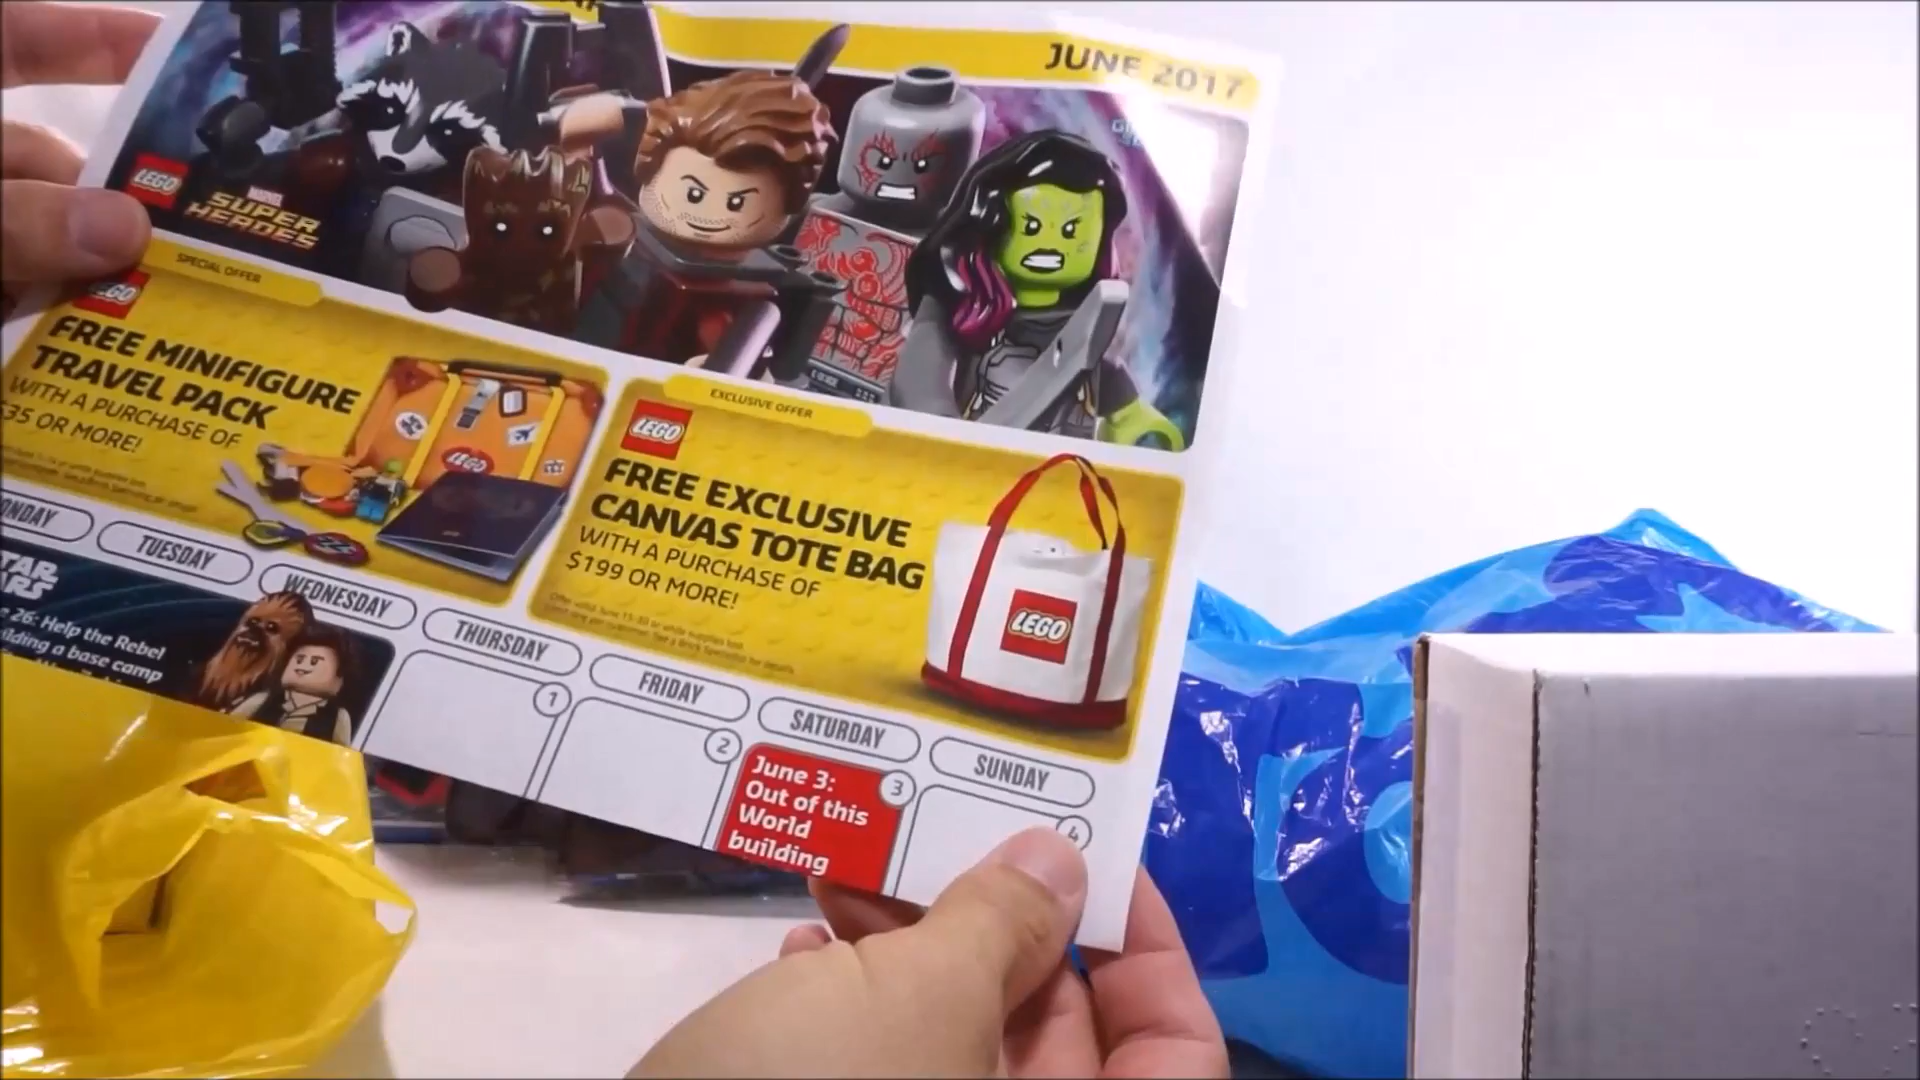 JUNE 2017
LEGO
MARVEL
SUPER
HEROES
SPECIAL OFFER
LEGO
FREE MINIFIGURE
TRAVEL PACK
WITH A PURCHASE OF
$35 OR MORE!
LEGO
EXCLUSIVE OFFER
LEGO
FREE EXCLUSIVE
CANVAS TOTE BAG
WITH A PURCHASE OF
$199 OR MORE!
LEGO
TUESDAY
WEDNESDAY
THURSDAY
FRIDAY
SATURDAY
SUNDAY
26: Help the Rebel
a base camp
1
2
3
4
June 3:
Out of this
World
building